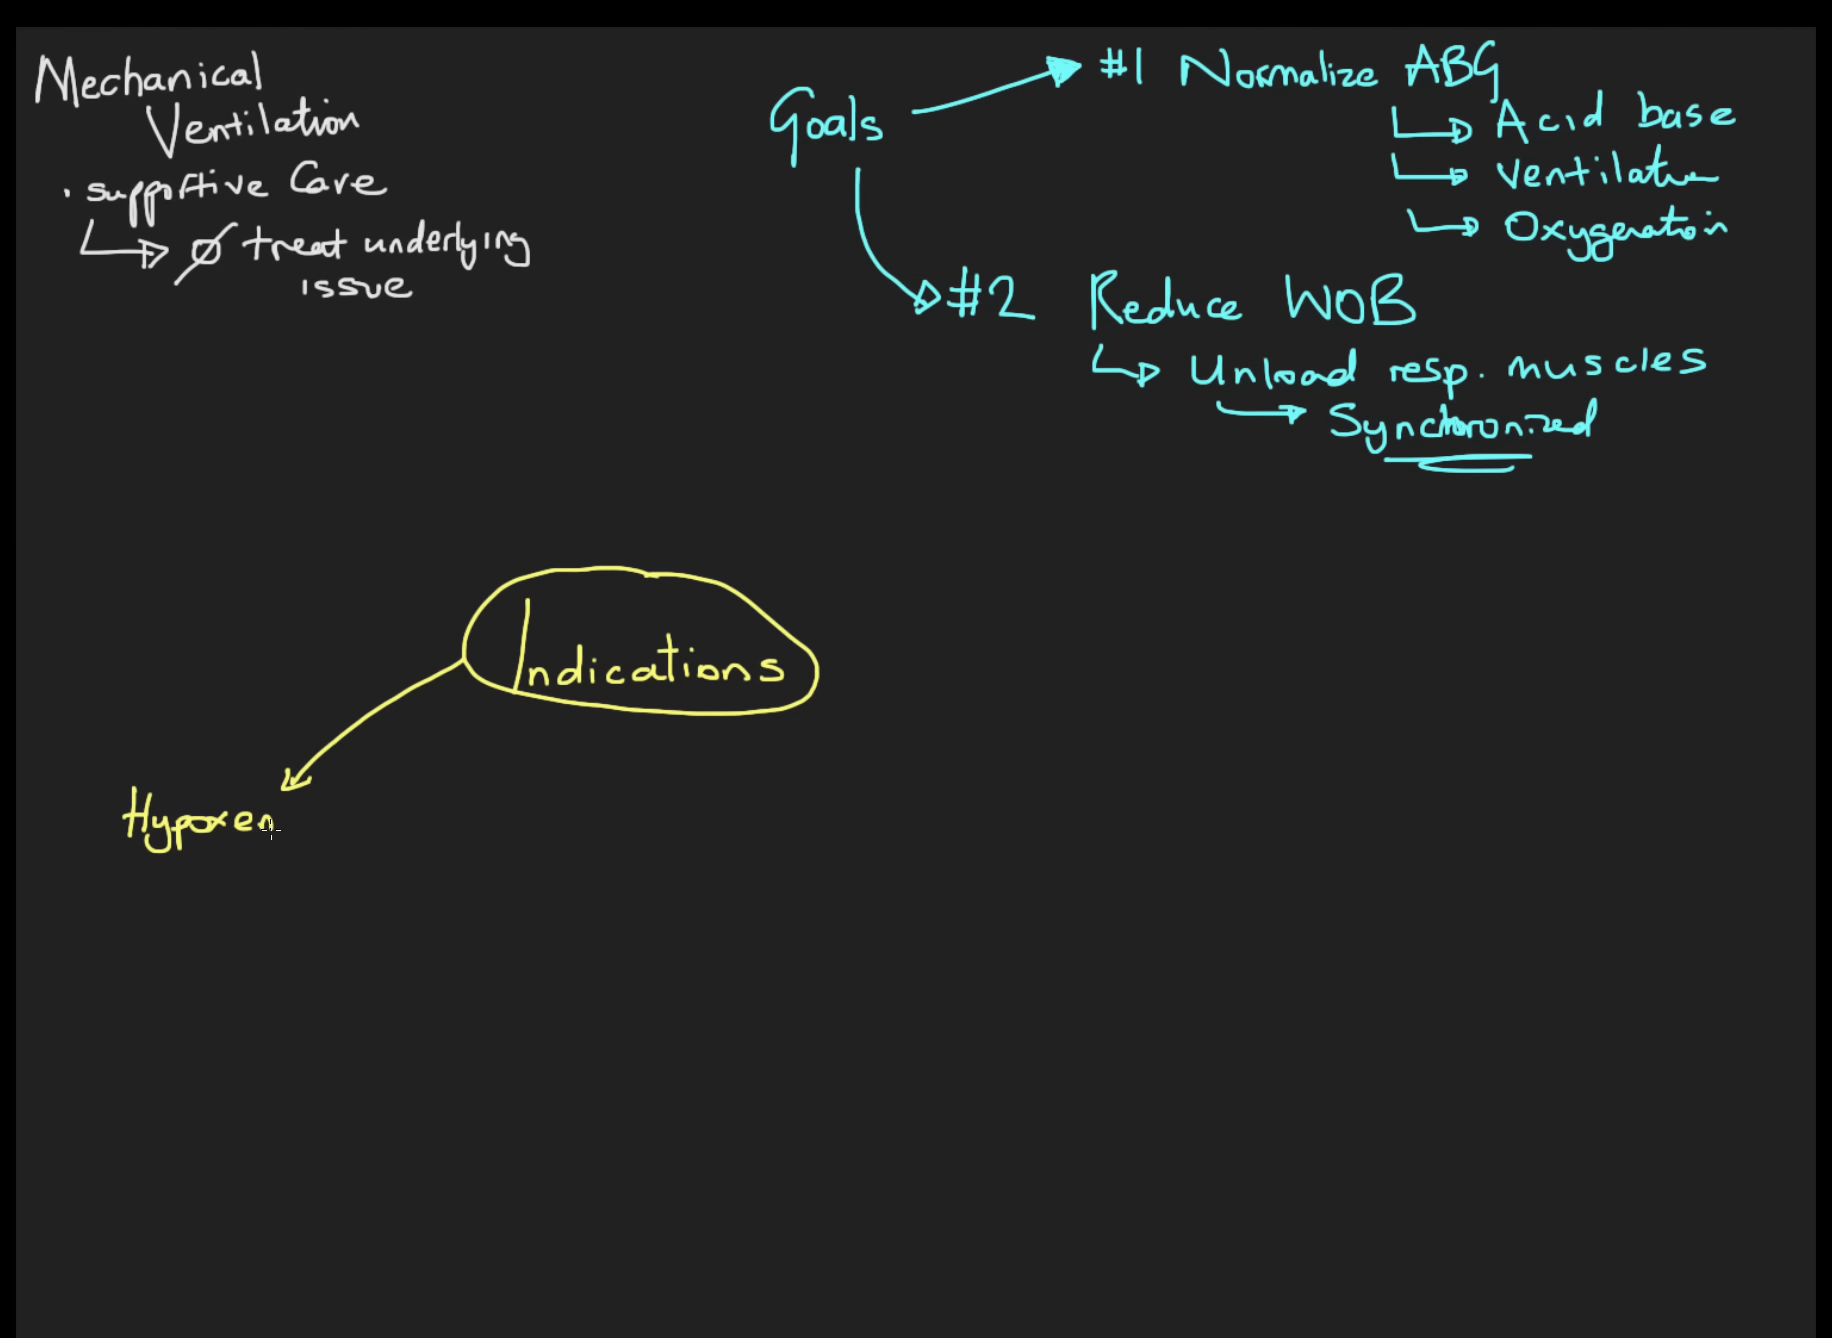 Mechanical
Ventilation
• supportive Care
∅ treat underlying
issue
Goals
#1 Normalize ABG
Acid base
Ventilation
Oxygenation
#2 Reduce WOB
Unload resp. muscles
Synchronized
Indications
Hypoxem